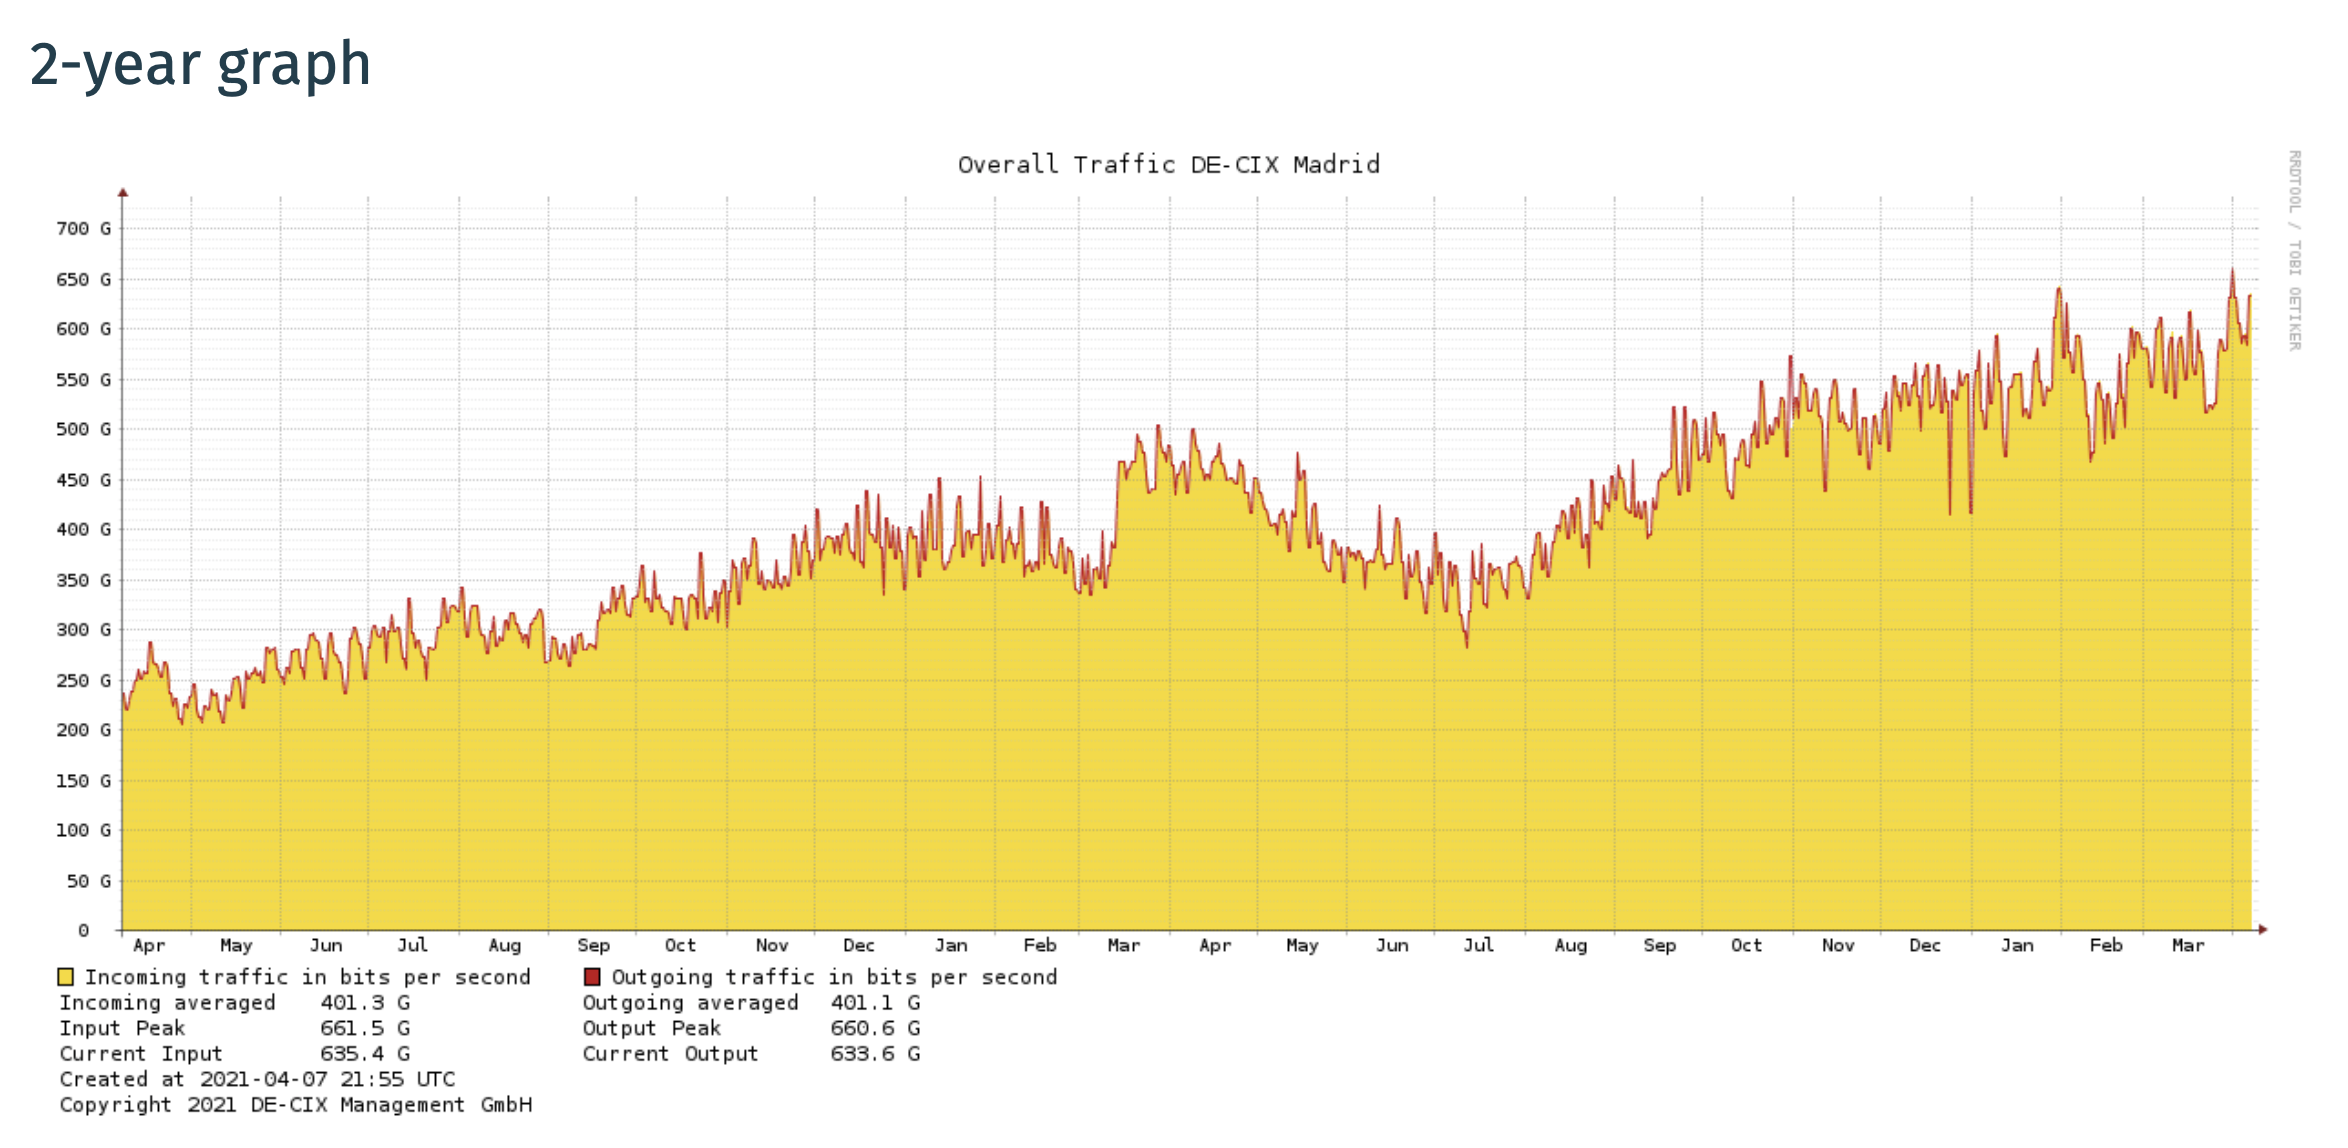 2-year graph
Overall Traffic DE-CIX Madrid
RRDTOOL / TOBI OETIKER
700 G
650 G
600 G
550 G
500 G
450 G
400 G
350 G
300 G
250 G
200 G
150 G
100 G
50 G
0
Apr May Jun Jul Aug Sep Oct Nov Dec Jan Feb Mar Apr May Jun Jul Aug Sep Oct Nov Dec Jan Feb Mar
Incoming traffic in bits per second Outgoing traffic in bits per second
Incoming averaged 401.3 G Outgoing averaged 401.1 G
Input Peak 661.5 G Output Peak 660.6 G
Current Input 635.4 G Current Output 633.6 G
Created at 2021-04-07 21:55 UTC
Copyright 2021 DE-CIX Management GmbH